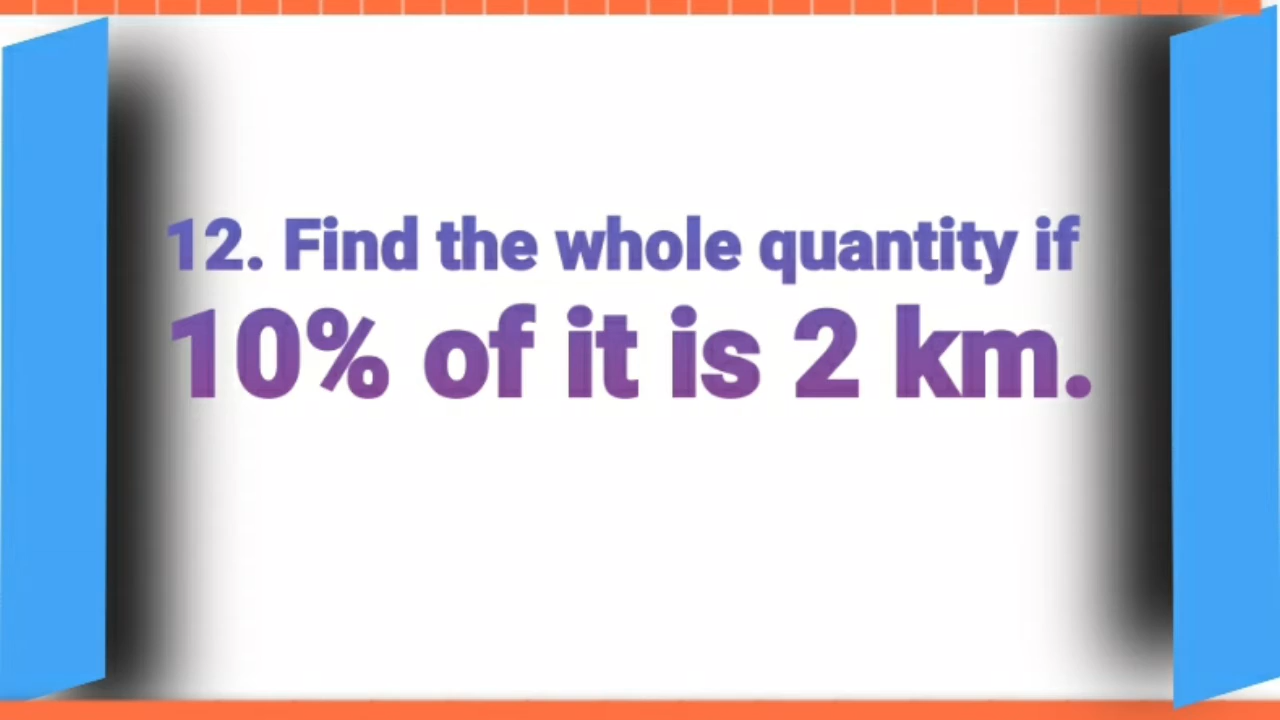 12. Find the whole quantity if
10% of it is 2 km.